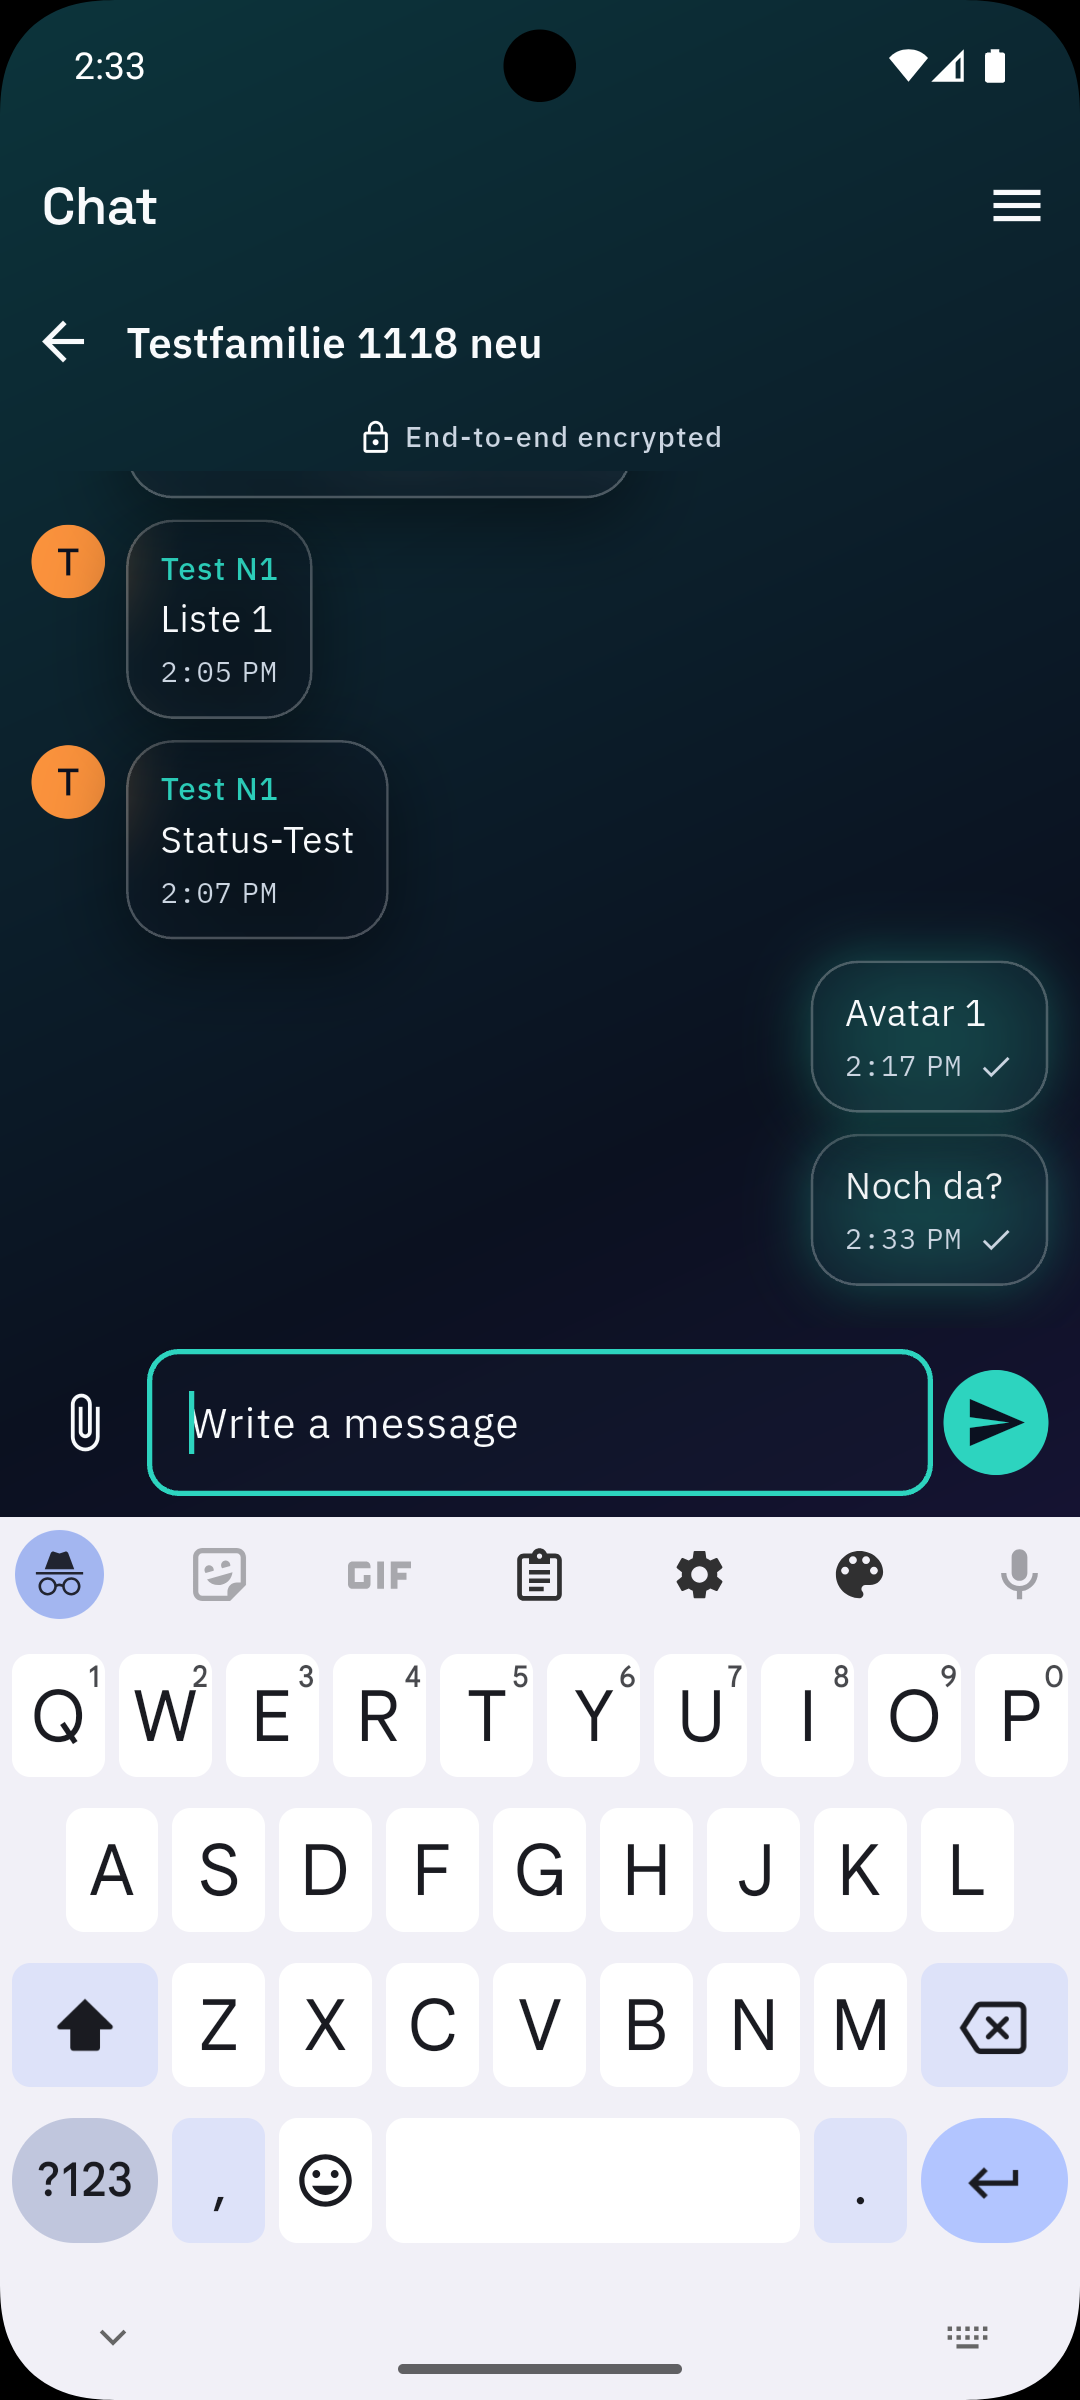 2:33
Chat
Testfamilie 1118 neu
End-to-end encrypted
Test N1
Liste 1
2:05 PM
Test N1
Status-Test
2:07 PM
Avatar 1
2:17 PM
Noch da?
2:33 PM
Write a message
GIF
Q1 W2 E3 R4 T5 Y6 U7 I8 O9 P0
A S D F G H J K L
Z X C V B N M
?123 , .